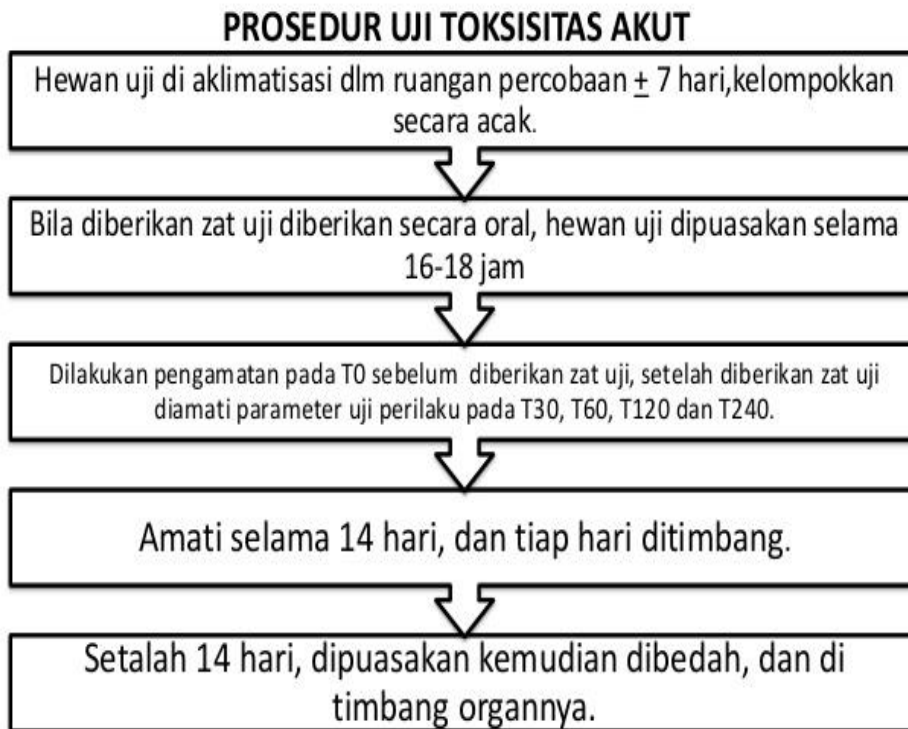 PROSEDUR UJI TOKSISITAS AKUT
Hewan uji di aklimatisasi dlm ruangan percobaan ± 7 hari,kelompokkan
secara acak.
Bila diberikan zat uji diberikan secara oral, hewan uji dipuasakan selama
16-18 jam
Dilakukan pengamatan pada T0 sebelum diberikan zat uji, setelah diberikan zat uji
diamati parameter uji perilaku pada T30, T60, T120 dan T240.
Amati selama 14 hari, dan tiap hari ditimbang.
Setalah 14 hari, dipuasakan kemudian dibedah, dan di
timbang organnya.